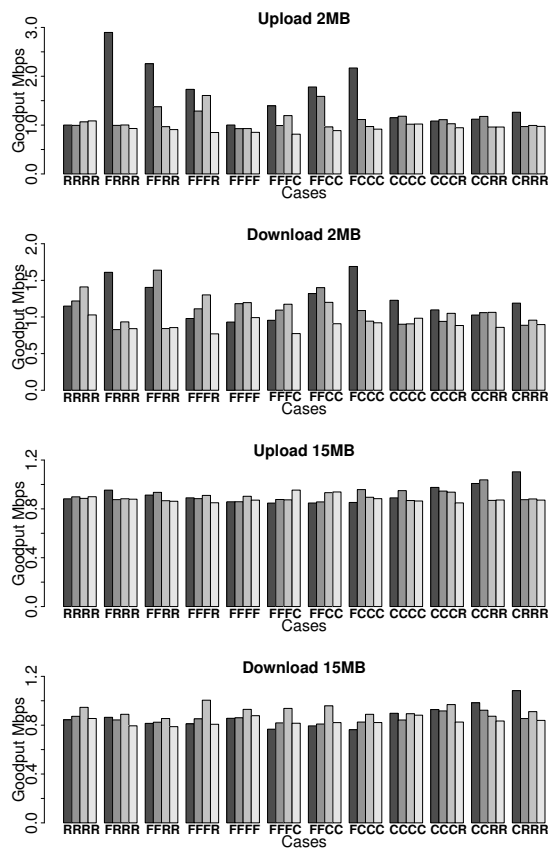 Upload 2MB
Goodput Mbps
0.0 1.0 2.0 3.0
RRRR FRRR FFRR FFFR FFFF FFFC FFCC FCCC CCCC CCCR CCRR CRRR
Cases
Download 2MB
Goodput Mbps
0.0 0.5 1.0 1.5 2.0
RRRR FRRR FFRR FFFR FFFF FFFC FFCC FCCC CCCC CCCR CCRR CRRR
Cases
Upload 15MB
Goodput Mbps
0.0 0.4 0.8 1.2
RRRR FRRR FFRR FFFR FFFF FFFC FFCC FCCC CCCC CCCR CCRR CRRR
Cases
Download 15MB
Goodput Mbps
0.0 0.4 0.8 1.2
RRRR FRRR FFRR FFFR FFFF FFFC FFCC FCCC CCCC CCCR CCRR CRRR
Cases